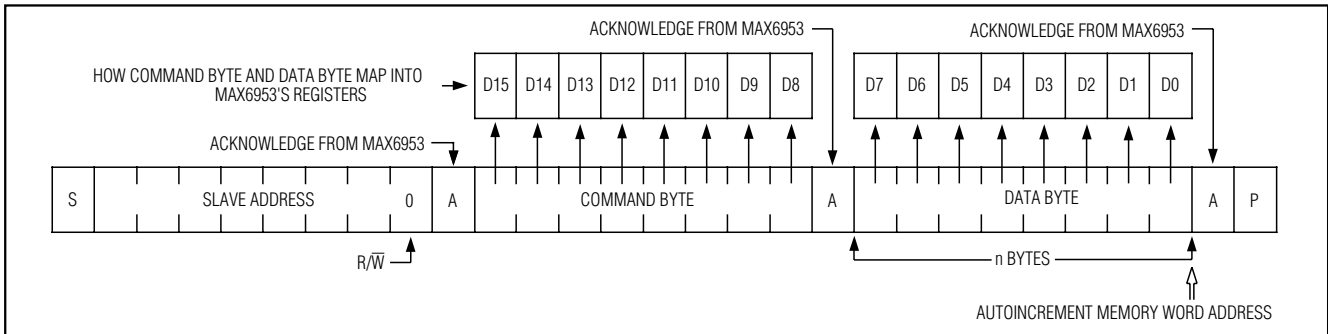 ACKNOWLEDGE FROM MAX6953
ACKNOWLEDGE FROM MAX6953
HOW COMMAND BYTE AND DATA BYTE MAP INTO
MAX6953'S REGISTERS
D15 D14 D13 D12 D11 D10 D9 D8
D7 D6 D5 D4 D3 D2 D1 D0
ACKNOWLEDGE FROM MAX6953
S SLAVE ADDRESS 0 A COMMAND BYTE A DATA BYTE A P
R/W̅
n BYTES
AUTOINCREMENT MEMORY WORD ADDRESS